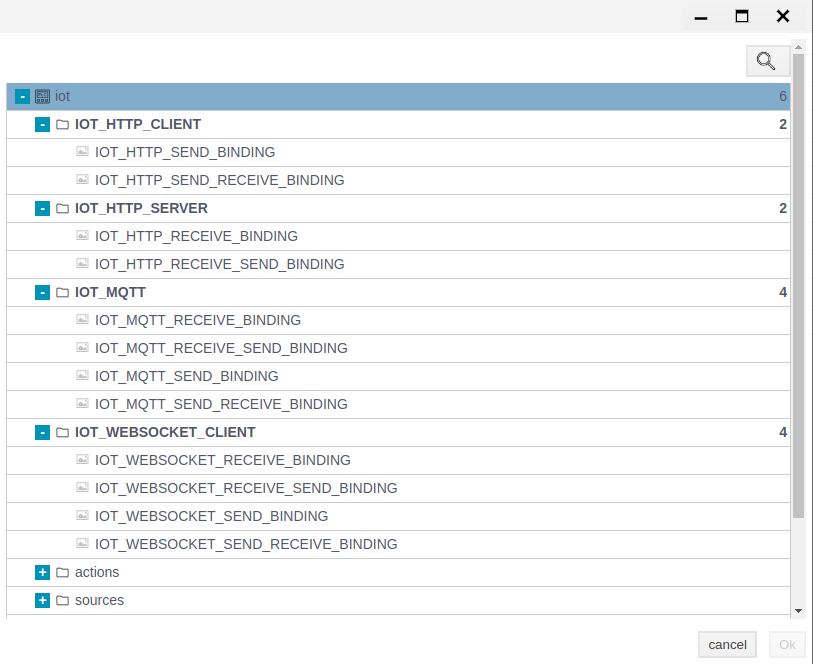 iot 6
IOT_HTTP_CLIENT 2
IOT_HTTP_SEND_BINDING
IOT_HTTP_SEND_RECEIVE_BINDING
IOT_HTTP_SERVER 2
IOT_HTTP_RECEIVE_BINDING
IOT_HTTP_RECEIVE_SEND_BINDING
IOT_MQTT 4
IOT_MQTT_RECEIVE_BINDING
IOT_MQTT_RECEIVE_SEND_BINDING
IOT_MQTT_SEND_BINDING
IOT_MQTT_SEND_RECEIVE_BINDING
IOT_WEBSOCKET_CLIENT 4
IOT_WEBSOCKET_RECEIVE_BINDING
IOT_WEBSOCKET_RECEIVE_SEND_BINDING
IOT_WEBSOCKET_SEND_BINDING
IOT_WEBSOCKET_SEND_RECEIVE_BINDING
actions
sources
cancel Ok